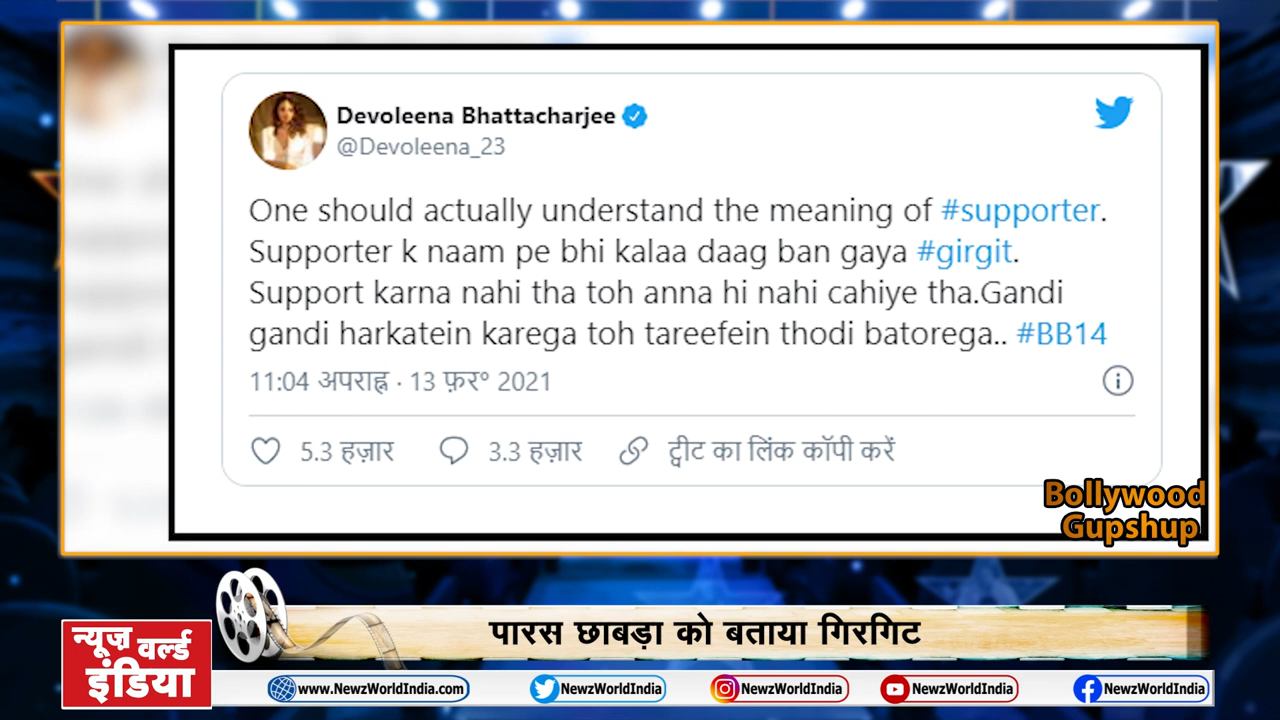 Devoleena Bhattacharjee
@Devoleena_23
One should actually understand the meaning of #supporter.
Supporter k naam pe bhi kalaa daag ban gaya #girgit.
Support karna nahi tha toh anna hi nahi cahiye tha.Gandi
gandi harkatein karega toh tareefein thodi batorega.. #BB14
11:04 अपराह्न · 13 फ़र॰ 2021
5.3 हज़ार 3.3 हज़ार ट्वीट का लिंक कॉपी करें
Bollywood
Gupshup
पारस छाबड़ा को बताया गिरगिट
न्यूज़ वर्ल्ड
इंडिया
www.NewzWorldIndia.com NewzWorldIndia NewzWorldIndia NewzWorldIndia NewzWorldIndia